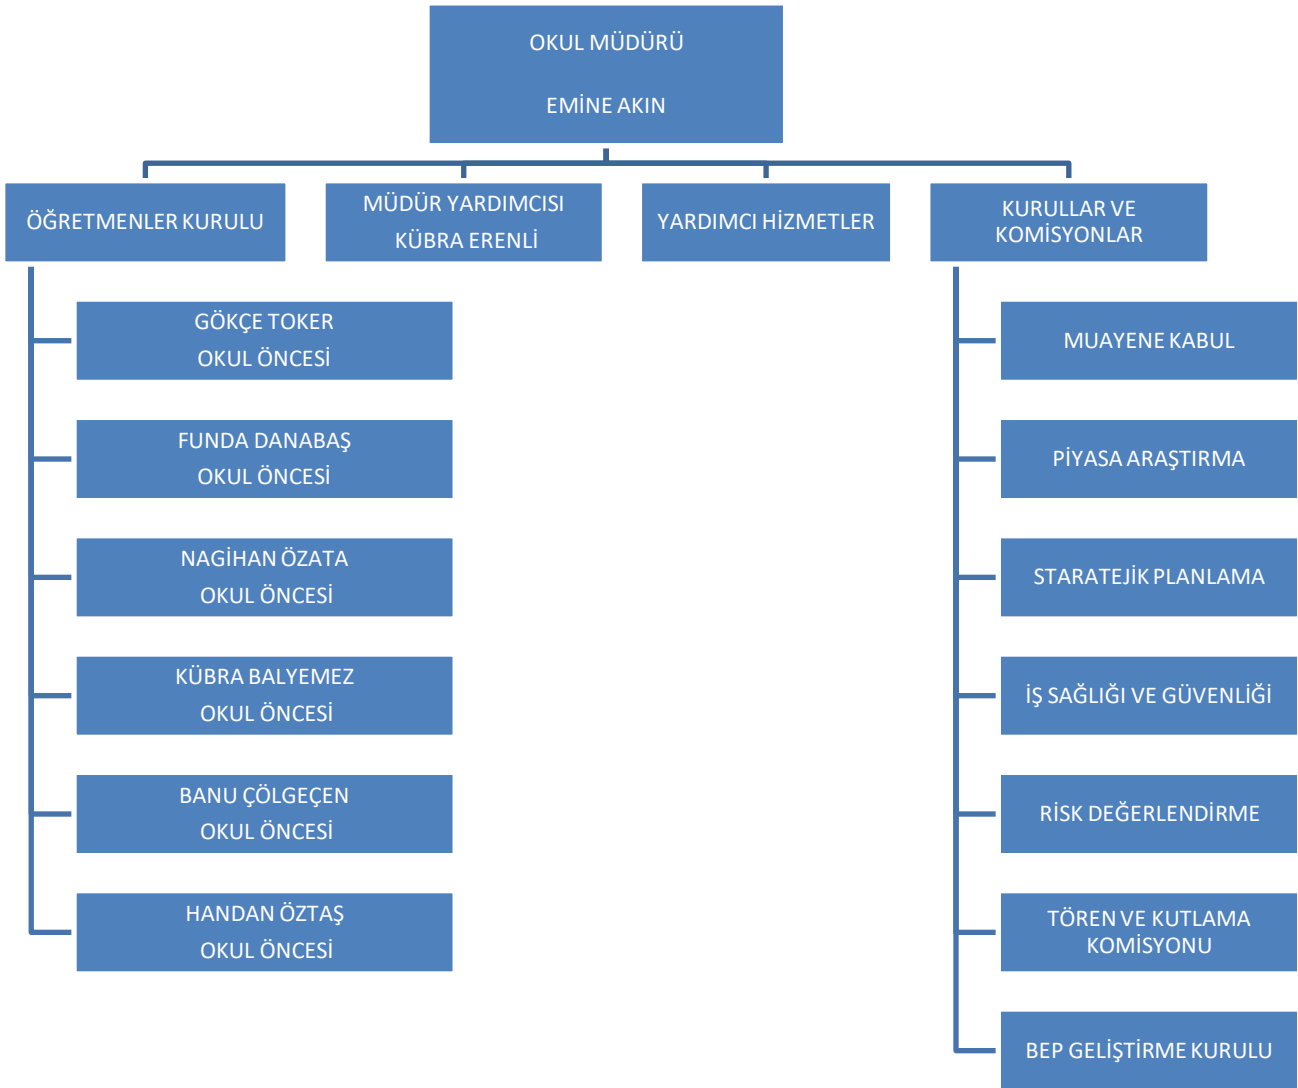 OKUL MÜDÜRÜ
EMİNE AKIN
ÖĞRETMENLER KURULU
MÜDÜR YARDIMCISI
KÜBRA ERENLİ
YARDIMCI HİZMETLER
KURULLAR VE
KOMİSYONLAR
GÖKÇE TOKER
OKUL ÖNCESİ
FUNDA DANABAŞ
OKUL ÖNCESİ
NAGİHAN ÖZATA
OKUL ÖNCESİ
KÜBRA BALYEMEZ
OKUL ÖNCESİ
BANU ÇÖLGEÇEN
OKUL ÖNCESİ
HANDAN ÖZTAŞ
OKUL ÖNCESİ
MUAYENE KABUL
PİYASA ARAŞTIRMA
STARATEJİK PLANLAMA
İŞ SAĞLIĞI VE GÜVENLİĞİ
RİSK DEĞERLENDİRME
TÖREN VE KUTLAMA
KOMİSYONU
BEP GELİŞTİRME KURULU